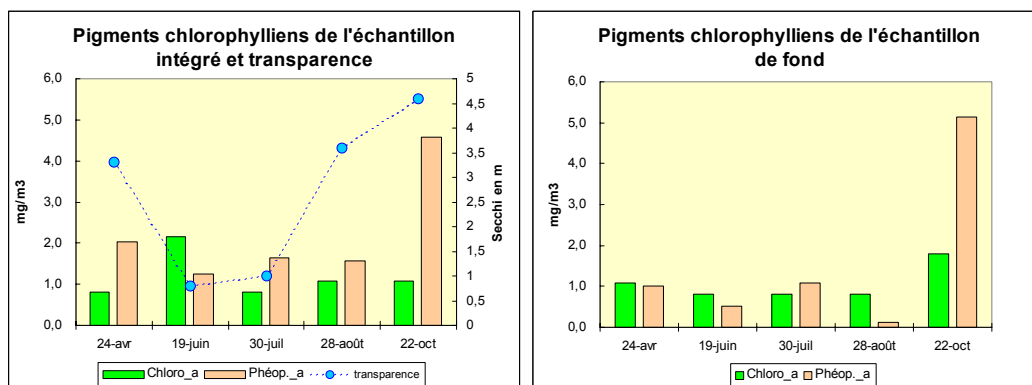 Pigments chlorophylliens de l'échantillon
intégré et transparence
6,0
5,0
4,0
3,0
2,0
1,0
0,0
mg/m3
5
4,5
4
3,5
3
2,5
2
1,5
1
0,5
0
Secchi en m
24-avr 19-juin 30-juil 28-août 22-oct
Chloro_a Phéop._a transparence
Pigments chlorophylliens de l'échantillon
de fond
6,0
5,0
4,0
3,0
2,0
1,0
0,0
mg/m3
24-avr 19-juin 30-juil 28-août 22-oct
Chloro_a Phéop._a